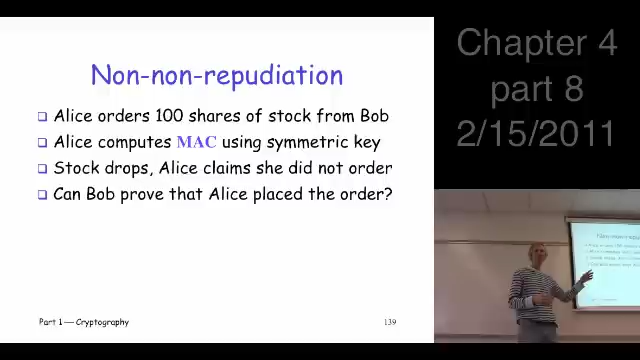 Non-non-repudiation
Alice orders 100 shares of stock from Bob
Alice computes MAC using symmetric key
Stock drops, Alice claims she did not order
Can Bob prove that Alice placed the order?
Part 1 — Cryptography
139
Chapter 4
part 8
2/15/2011